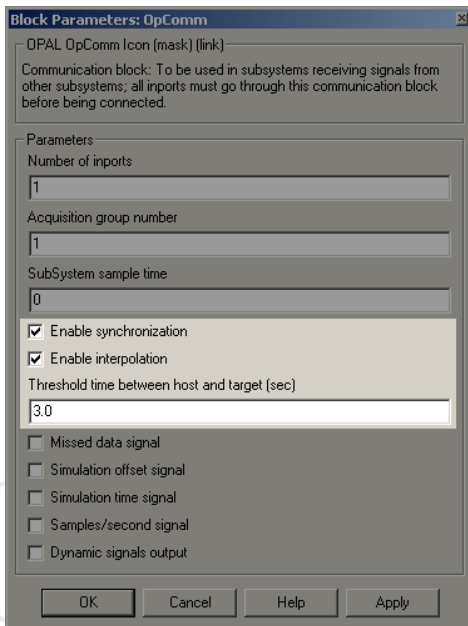 Block Parameters: OpComm
OPAL OpComm Icon (mask) (link)
Communication block: To be used in subsystems receiving signals from
other subsystems; all inports must go through this communication block
before being connected.
Parameters
Number of inports
1
Acquisition group number
1
SubSystem sample time
0
Enable synchronization
Enable interpolation
Threshold time between host and target (sec)
3.0
Missed data signal
Simulation offset signal
Simulation time signal
Samples/second signal
Dynamic signals output
OK Cancel Help Apply